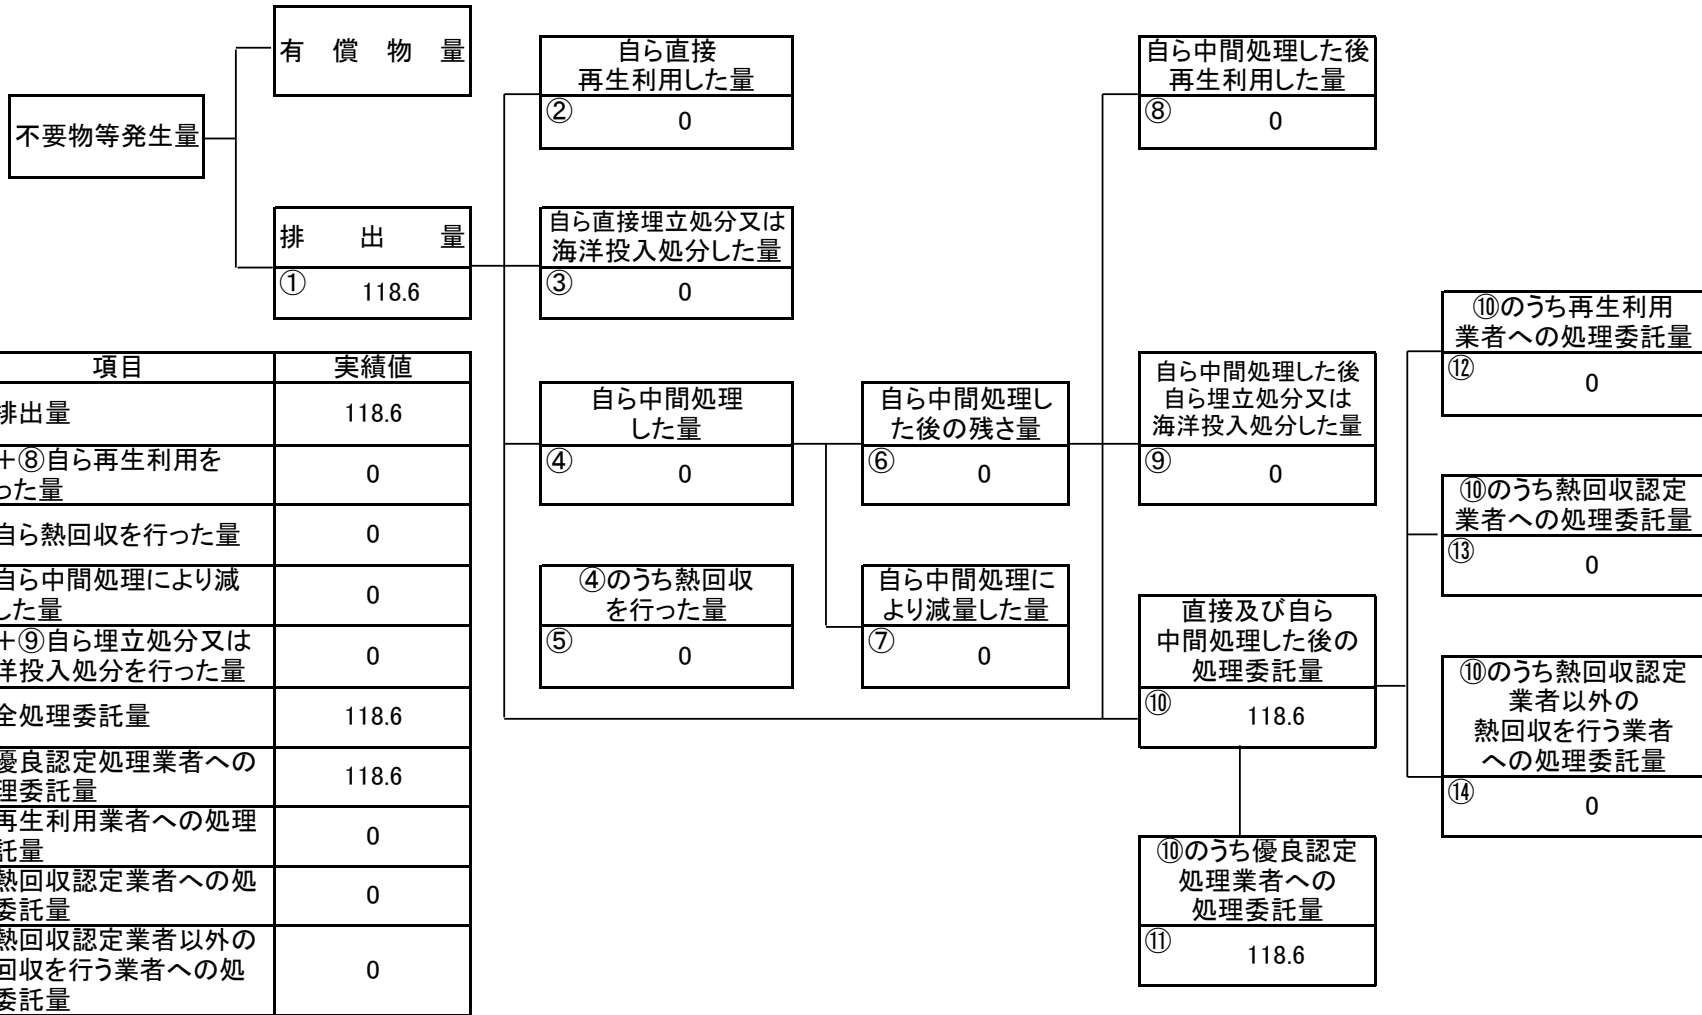 有償物量
不要物等発生量
排出量
①
118.6
自ら直接
再生利用した量
②
0
自ら直接埋立処分又は
海洋投入処分した量
③
0
自ら中間処理
した量
④
0
④のうち熱回収
を行った量
⑤
0
自ら中間処理し
た後の残さ量
⑥
0
自ら中間処理に
より減量した量
⑦
0
自ら中間処理した後
再生利用した量
⑧
0
自ら中間処理した後
自ら埋立処分又は
海洋投入処分した量
⑨
0
直接及び自ら
中間処理した後の
処理委託量
⑩
118.6
⑩のうち優良認定
処理業者への
処理委託量
⑪
118.6
⑩のうち再生利用
業者への処理委託量
⑫
0
⑩のうち熱回収認定
業者への処理委託量
⑬
0
⑩のうち熱回収認定
業者以外の
熱回収を行う業者
への処理委託量
⑭
0
項目 実績値
排出量 118.6
+⑧自ら再生利用を
った量
0
自ら熱回収を行った量 0
自ら中間処理により減
した量
0
+⑨自ら埋立処分又は
洋投入処分を行った量
0
全処理委託量 118.6
優良認定処理業者への
理委託量
118.6
再生利用業者への処理
託量
0
熱回収認定業者への処
委託量
0
熱回収認定業者以外の
回収を行う業者への処
委託量
0